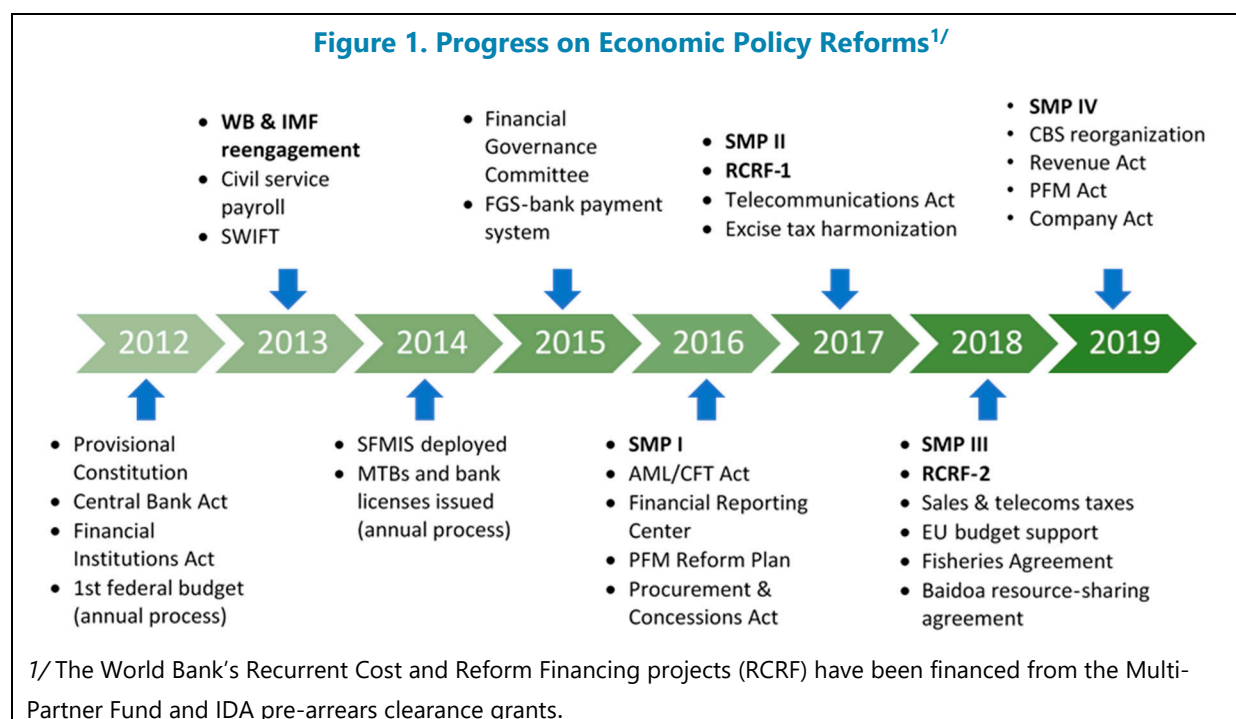 Figure 1. Progress on Economic Policy Reforms1/
• WB & IMF
reengagement
• Civil service
payroll
• SWIFT
• Financial
Governance
Committee
• FGS-bank payment
system
• SMP II
• RCRF-1
• Telecommunications Act
• Excise tax harmonization
• SMP IV
• CBS reorganization
• Revenue Act
• PFM Act
• Company Act
2012 2013 2014 2015 2016 2017 2018 2019
• Provisional
Constitution
• Central Bank Act
• Financial
Institutions Act
• 1st federal budget
(annual process)
• SFMIS deployed
• MTBs and bank
licenses issued
(annual process)
• SMP I
• AML/CFT Act
• Financial Reporting
Center
• PFM Reform Plan
• Procurement &
Concessions Act
• SMP III
• RCRF-2
• Sales & telecoms taxes
• EU budget support
• Fisheries Agreement
• Baidoa resource-sharing
agreement
1/ The World Bank's Recurrent Cost and Reform Financing projects (RCRF) have been financed from the Multi-
Partner Fund and IDA pre-arrears clearance grants.